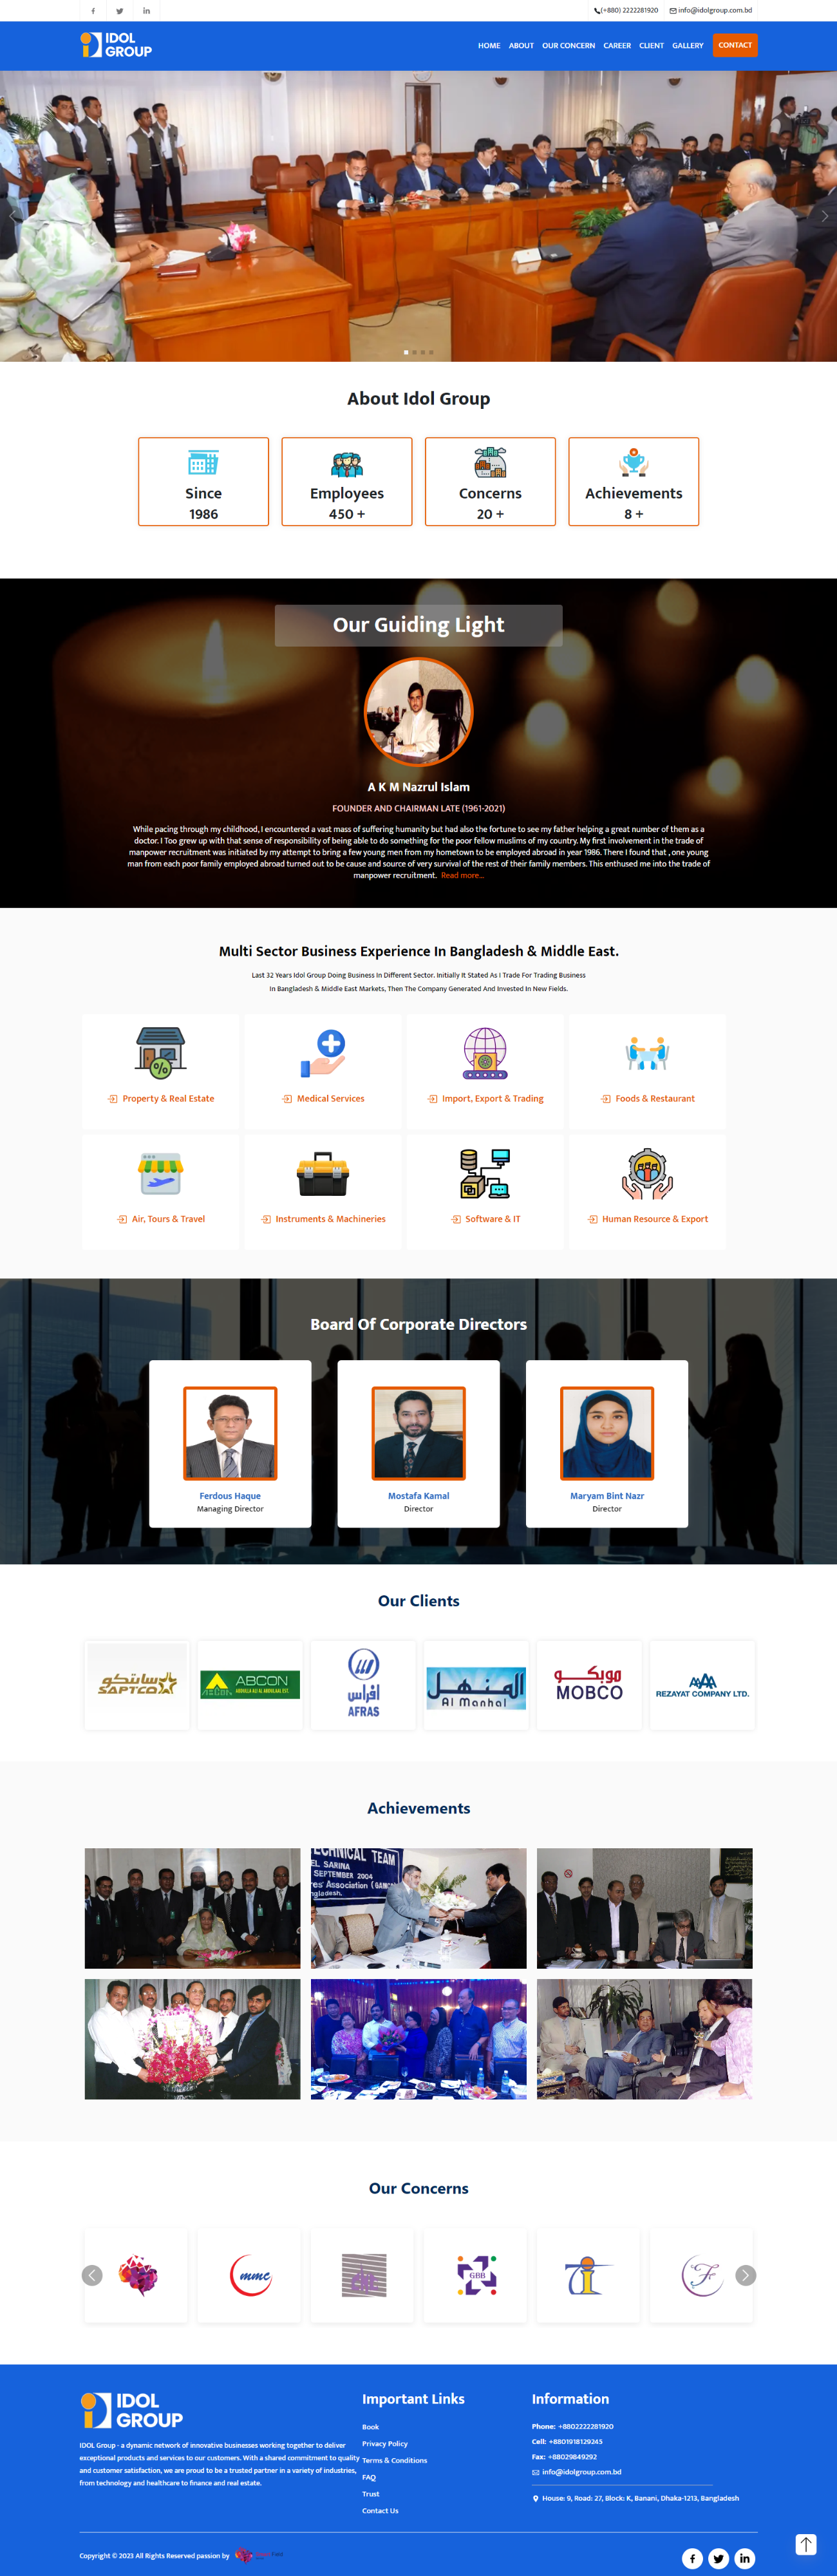 (+880) 2222281920
info@idolgroup.com.bd
IDOL
GROUP
HOME ABOUT OUR CONCERN CAREER CLIENT GALLERY CONTACT
About Idol Group
Since
1986
Employees
450 +
Concerns
20 +
Achievements
8 +
Our Guiding Light
A K M Nazrul Islam
FOUNDER AND CHAIRMAN LATE (1961-2021)
While pacing through my childhood, I encountered a vast mass of suffering humanity but had also the fortune to see my father helping a great number of them as a
doctor. I Too grew up with that sense of responsibility of being able to do something for the poor fellow muslims of my country. My first involvement in the trade of
manpower recruitment was initiated by my attempt to bring a few young men from my hometown to be employed abroad in year 1986. There I found that , one young
man from each poor family employed abroad turned out to be cause and source of very survival of the rest of their family members. This enthused me into the trade of
manpower recruitment. Read more...
Multi Sector Business Experience In Bangladesh & Middle East.
Last 32 Years Idol Group Doing Business In Different Sector. Initially It Stated As I Trade For Trading Business
In Bangladesh & Middle East Markets, Then The Company Generated And Invested In New Fields.
Property & Real Estate
Medical Services
Import, Export & Trading
Foods & Restaurant
Air, Tours & Travel
Instruments & Machineries
Software & IT
Human Resource & Export
Board Of Corporate Directors
Ferdous Haque
Managing Director
Mostafa Kamal
Director
Maryam Bint Nazr
Director
Our Clients
سابتكو
SAPTCO
ABCON
ABDULLA ALI AL ABDULAAL EST.
افراس
AFRAS
المنهل
Al Manhal
موبكو
MOBCO
REZAYAT COMPANY LTD.
Achievements
TECHNICAL TEAM
EL SARINA
SEPTEMBER 2004
Our Concerns
mmc
GBB
F
IDOL
GROUP
IDOL Group - a dynamic network of innovative businesses working together to deliver
exceptional products and services to our customers. With a shared commitment to quality
and customer satisfaction, we are proud to be a trusted partner in a variety of industries,
from technology and healthcare to finance and real estate.
Important Links
Book
Privacy Policy
Terms & Conditions
FAQ
Trust
Contact Us
Information
Phone: +8802222281920
Cell: +8801918129245
Fax: +88029849292
info@idolgroup.com.bd
House: 9, Road: 27, Block: K, Banani, Dhaka-1213, Bangladesh
Copyright © 2023 All Rights Reserved passion by